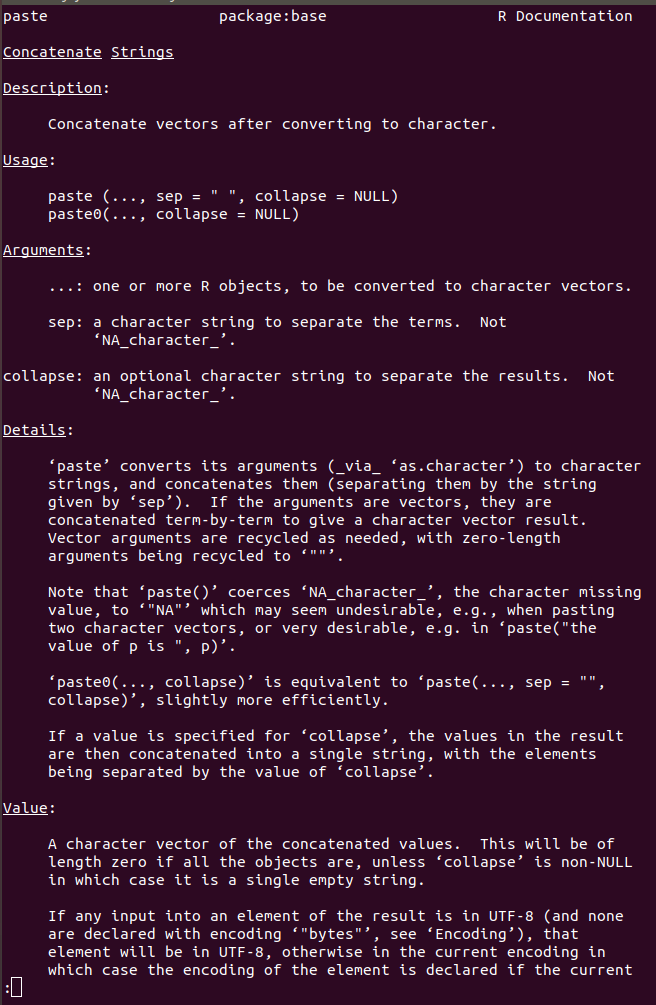 paste package:base R Documentation
Concatenate Strings
Description:
Concatenate vectors after converting to character.
Usage:
paste (..., sep = " ", collapse = NULL)
paste0(..., collapse = NULL)
Arguments:
...: one or more R objects, to be converted to character vectors.
sep: a character string to separate the terms.  Not
‘NA_character_’.
collapse: an optional character string to separate the results.  Not
‘NA_character_’.
Details:
‘paste’ converts its arguments (_via_ ‘as.character’) to character
strings, and concatenates them (separating them by the string
given by ‘sep’).  If the arguments are vectors, they are
concatenated term-by-term to give a character vector result.
Vector arguments are recycled as needed, with zero-length
arguments being recycled to ‘""’.
Note that ‘paste()’ coerces ‘NA_character_’, the character missing
value, to ‘"NA"’ which may seem undesirable, e.g., when pasting
two character vectors, or very desirable, e.g. in ‘paste("the
value of p is ", p)’.
‘paste0(..., collapse)’ is equivalent to ‘paste(..., sep = "",
collapse)’, slightly more efficiently.
If a value is specified for ‘collapse’, the values in the result
are then concatenated into a single string, with the elements
being separated by the value of ‘collapse’.
Value:
A character vector of the concatenated values.  This will be of
length zero if all the objects are, unless ‘collapse’ is non-NULL
in which case it is a single empty string.
If any input into an element of the result is in UTF-8 (and none
are declared with encoding ‘"bytes"’, see ‘Encoding’), that
element will be in UTF-8, otherwise in the current encoding in
which case the encoding of the element is declared if the current
: